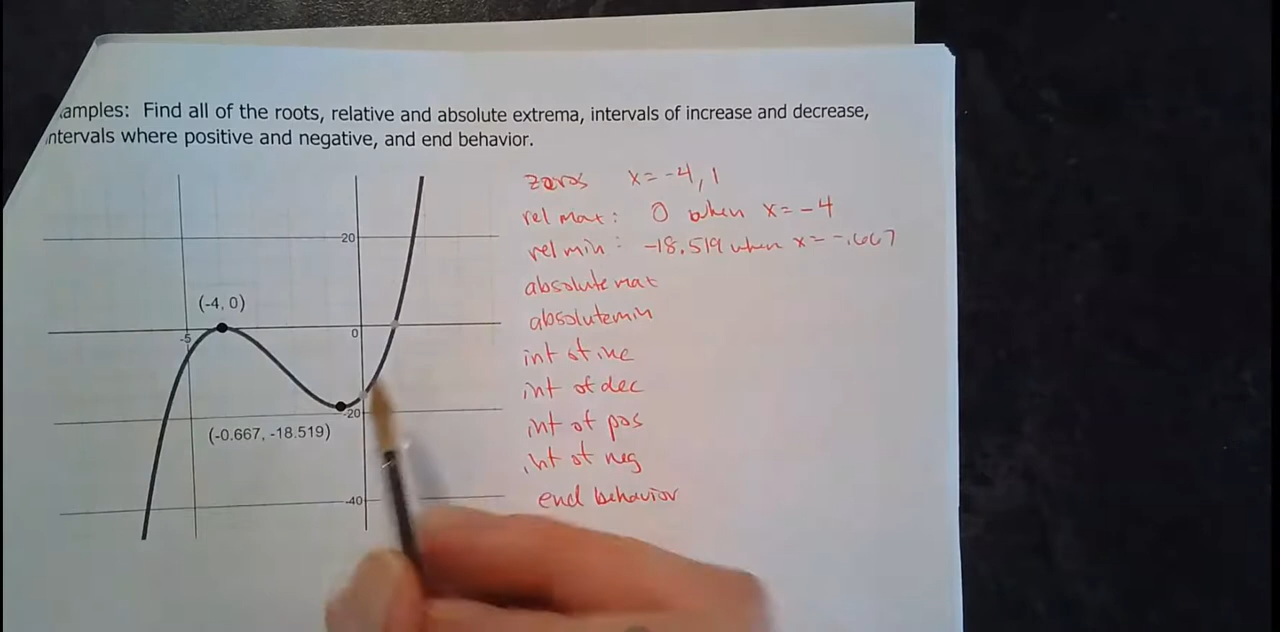 amples: Find all of the roots, relative and absolute extrema, intervals of increase and decrease,
ntervals where positive and negative, and end behavior.
zeros x=-4,1
rel max: 0 when x=-4
rel min: -18.519 when x=-.667
absolute max
absolute min
int of inc
int of dec
int of pos
int of neg
end behavior
20
(-4, 0)
-5
0
-20
(-0.667, -18.519)
-40